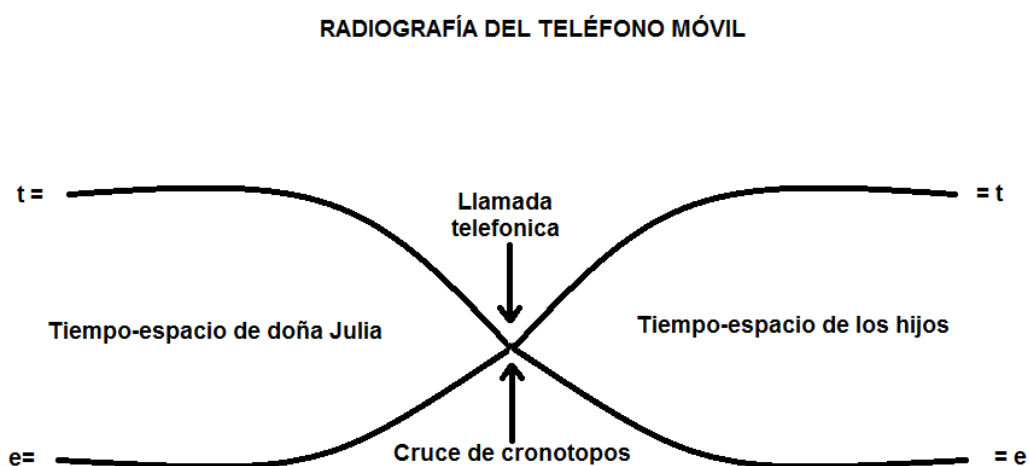 RADIOGRAFÍA DEL TELÉFONO MÓVIL
t =
= t
Llamada
telefonica
Tiempo-espacio de doña Julia
Tiempo-espacio de los hijos
Cruce de cronotopos
e=
= e